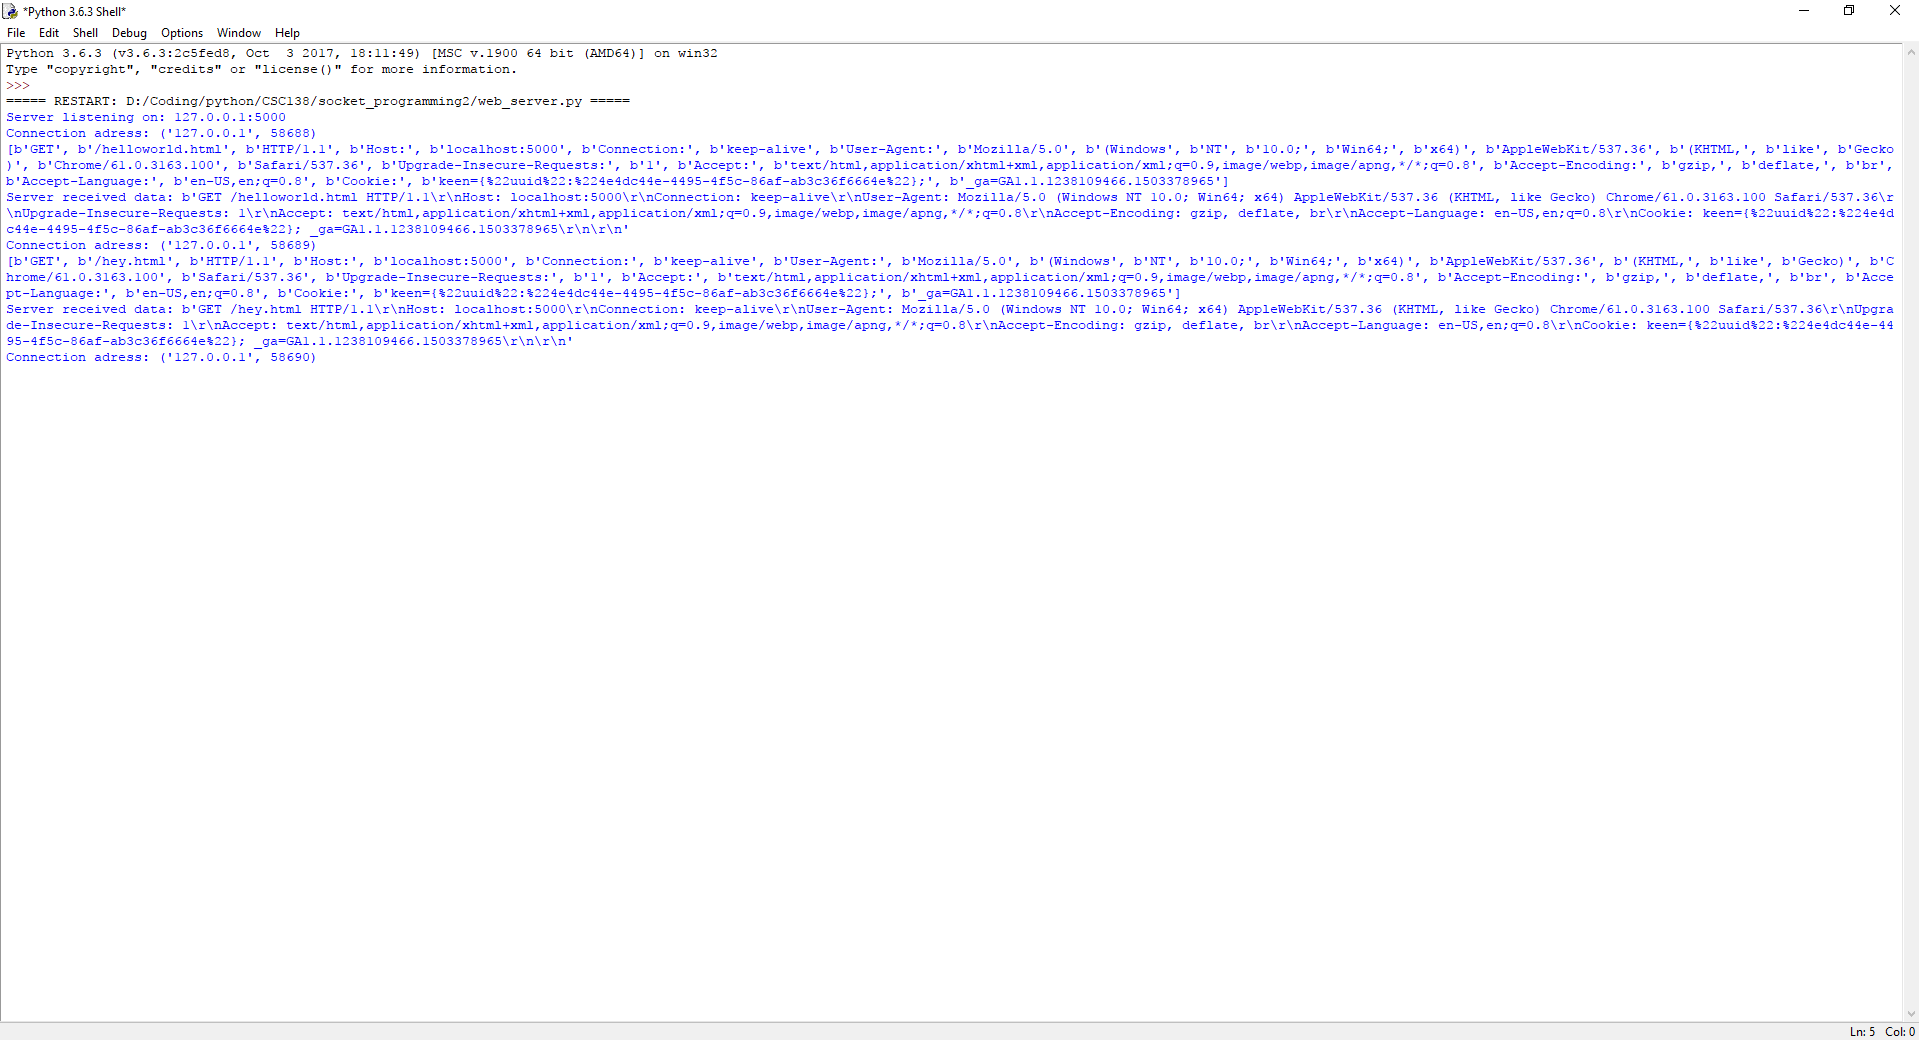 *Python 3.6.3 Shell*
File Edit Shell Debug Options Window Help
Python 3.6.3 (v3.6.3:2c5fed8, Oct  3 2017, 18:11:49) [MSC v.1900 64 bit (AMD64)] on win32
Type "copyright", "credits" or "license()" for more information.
>>>
===== RESTART: D:/Coding/python/CSC138/socket_programming2/web_server.py =====
Server listening on: 127.0.0.1:5000
Connection adress: ('127.0.0.1', 58688)
[b'GET', b'/helloworld.html', b'HTTP/1.1', b'Host:', b'localhost:5000', b'Connection:', b'keep-alive', b'User-Agent:', b'Mozilla/5.0', b'(Windows', b'NT', b'10.0;', b'Win64;', b'x64)', b'AppleWebKit/537.36', b'(KHTML,', b'like', b'Gecko
)', b'Chrome/61.0.3163.100', b'Safari/537.36', b'Upgrade-Insecure-Requests:', b'1', b'Accept:', b'text/html,application/xhtml+xml,application/xml;q=0.9,image/webp,image/apng,*/*;q=0.8', b'Accept-Encoding:', b'gzip,', b'deflate,', b'br',
b'Accept-Language:', b'en-US,en;q=0.8', b'Cookie:', b'keen={%22uuid%22:%224e4dc44e-4495-4f5c-86af-ab3c36f6664e%22};', b'_ga=GA1.1.1238109466.1503378965']
Server received data: b'GET /helloworld.html HTTP/1.1\r\nHost: localhost:5000\r\nConnection: keep-alive\r\nUser-Agent: Mozilla/5.0 (Windows NT 10.0; Win64; x64) AppleWebKit/537.36 (KHTML, like Gecko) Chrome/61.0.3163.100 Safari/537.36\r
\nUpgrade-Insecure-Requests: 1\r\nAccept: text/html,application/xhtml+xml,application/xml;q=0.9,image/webp,image/apng,*/*;q=0.8\r\nAccept-Encoding: gzip, deflate, br\r\nAccept-Language: en-US,en;q=0.8\r\nCookie: keen={%22uuid%22:%224e4d
c44e-4495-4f5c-86af-ab3c36f6664e%22}; _ga=GA1.1.1238109466.1503378965\r\n\r\n'
Connection adress: ('127.0.0.1', 58689)
[b'GET', b'/hey.html', b'HTTP/1.1', b'Host:', b'localhost:5000', b'Connection:', b'keep-alive', b'User-Agent:', b'Mozilla/5.0', b'(Windows', b'NT', b'10.0;', b'Win64;', b'x64)', b'AppleWebKit/537.36', b'(KHTML,', b'like', b'Gecko)', b'C
hrome/61.0.3163.100', b'Safari/537.36', b'Upgrade-Insecure-Requests:', b'1', b'Accept:', b'text/html,application/xhtml+xml,application/xml;q=0.9,image/webp,image/apng,*/*;q=0.8', b'Accept-Encoding:', b'gzip,', b'deflate,', b'br', b'Acce
pt-Language:', b'en-US,en;q=0.8', b'Cookie:', b'keen={%22uuid%22:%224e4dc44e-4495-4f5c-86af-ab3c36f6664e%22};', b'_ga=GA1.1.1238109466.1503378965']
Server received data: b'GET /hey.html HTTP/1.1\r\nHost: localhost:5000\r\nConnection: keep-alive\r\nUser-Agent: Mozilla/5.0 (Windows NT 10.0; Win64; x64) AppleWebKit/537.36 (KHTML, like Gecko) Chrome/61.0.3163.100 Safari/537.36\r\nUpgra
de-Insecure-Requests: 1\r\nAccept: text/html,application/xhtml+xml,application/xml;q=0.9,image/webp,image/apng,*/*;q=0.8\r\nAccept-Encoding: gzip, deflate, br\r\nAccept-Language: en-US,en;q=0.8\r\nCookie: keen={%22uuid%22:%224e4dc44e-44
95-4f5c-86af-ab3c36f6664e%22}; _ga=GA1.1.1238109466.1503378965\r\n\r\n'
Connection adress: ('127.0.0.1', 58690)
Ln: 5 Col: 0